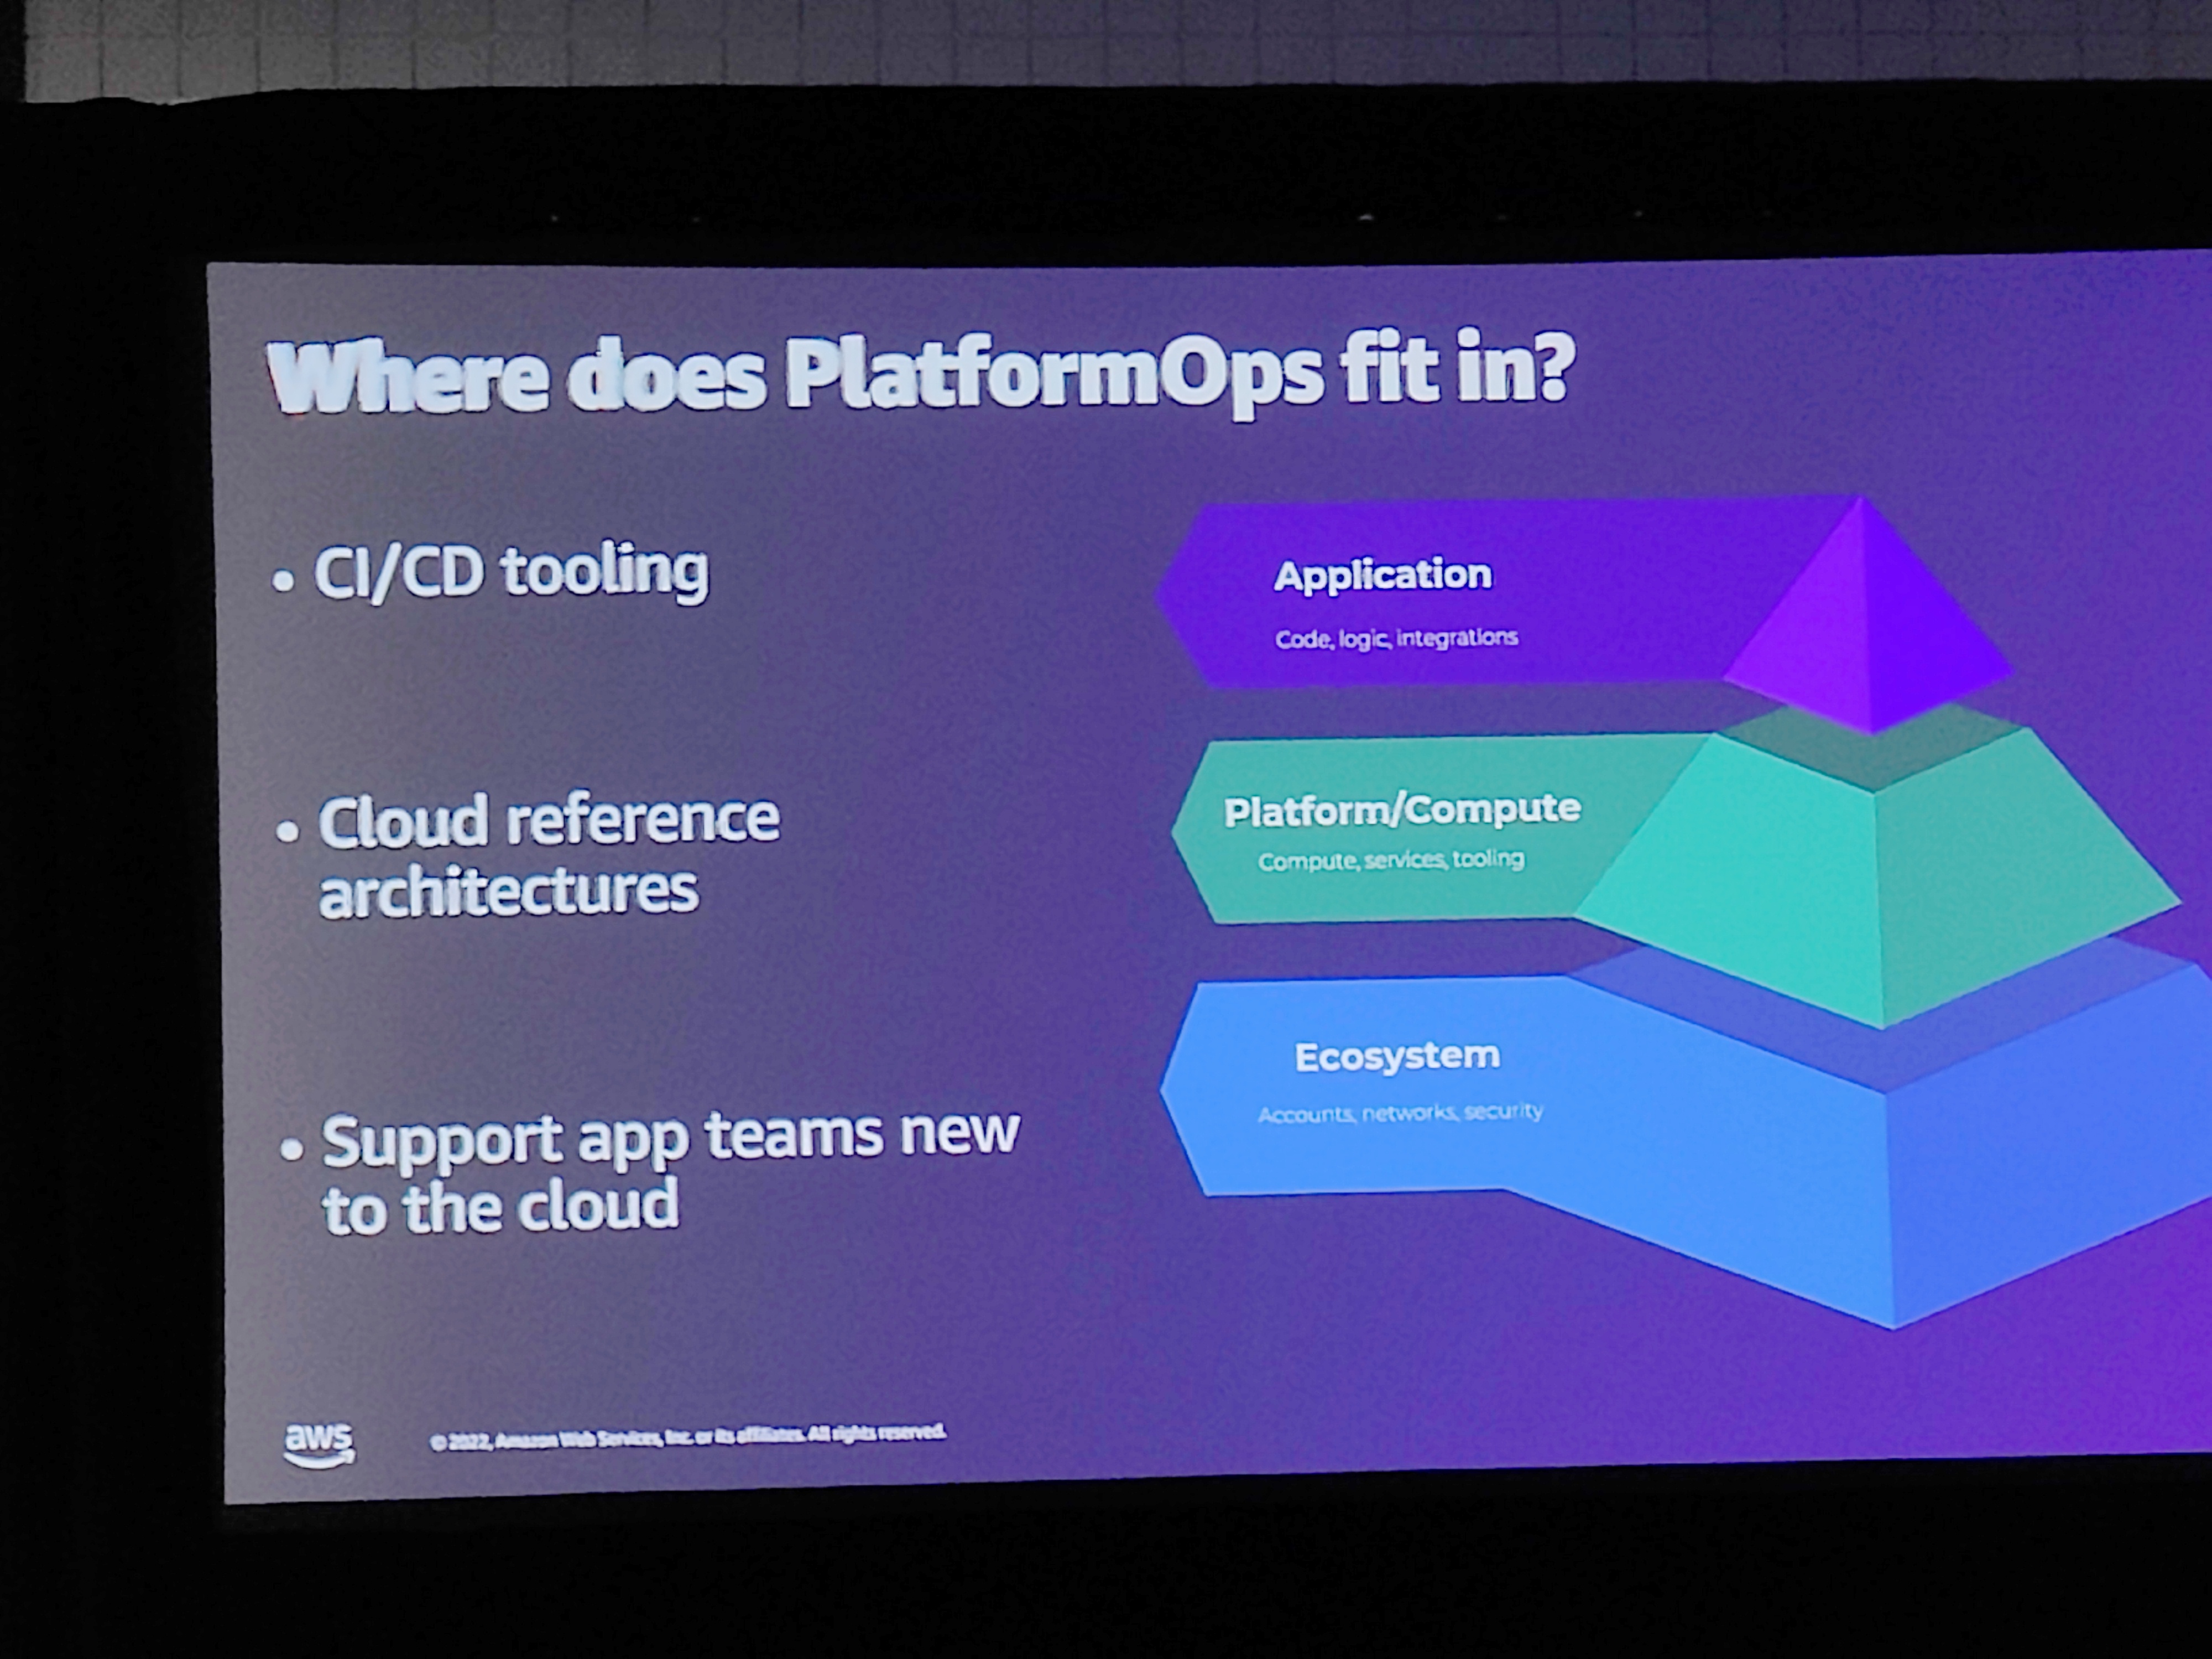 Where does PlatformOps fit in?
• CI/CD tooling
• Cloud reference
architectures
• Support app teams new
to the cloud
Application
Code, logic, integrations
Platform/Compute
Compute, services, tooling
Ecosystem
Accounts, networks, security
aws
© 2022, Amazon Web Services, Inc. or its affiliates. All rights reserved.